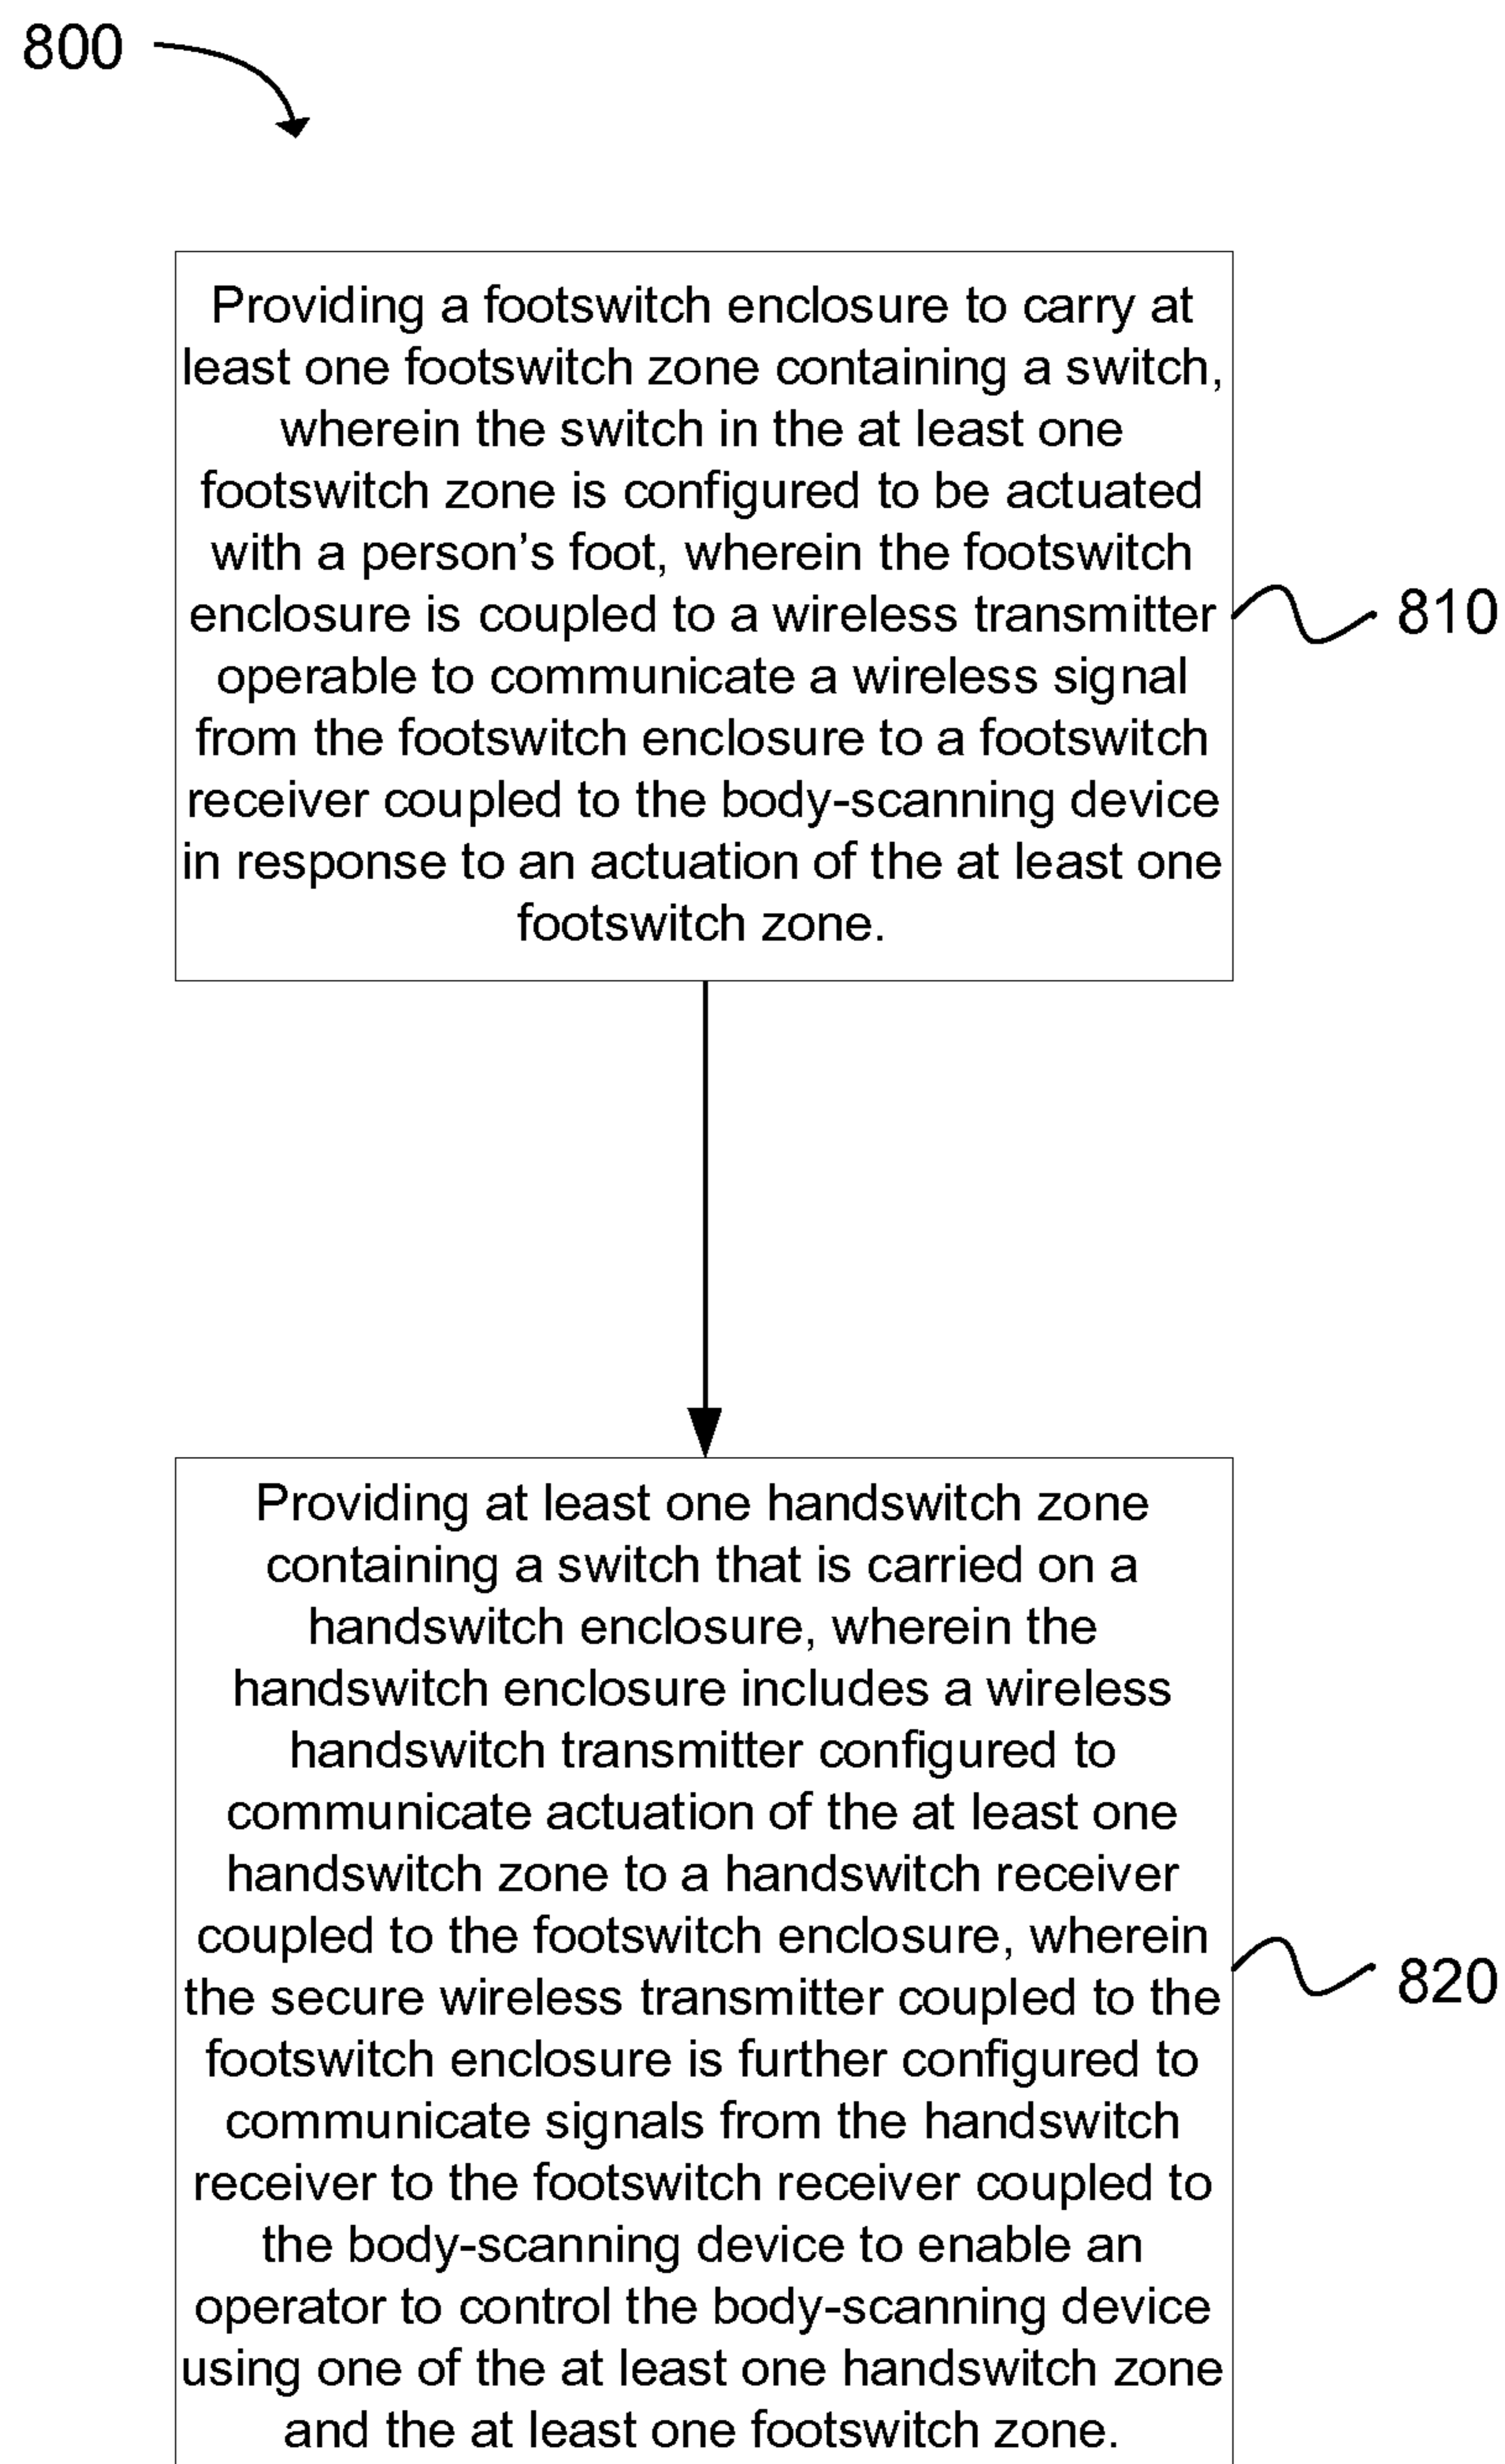 800
Providing a footswitch enclosure to carry at
least one footswitch zone containing a switch,
wherein the switch in the at least one
footswitch zone is configured to be actuated
with a person’s foot, wherein the footswitch
enclosure is coupled to a wireless transmitter
operable to communicate a wireless signal
from the footswitch enclosure to a footswitch
receiver coupled to the body-scanning device
in response to an actuation of the at least one
footswitch zone.
810
Providing at least one handswitch zone
containing a switch that is carried on a
handswitch enclosure, wherein the
handswitch enclosure includes a wireless
handswitch transmitter configured to
communicate actuation of the at least one
handswitch zone to a handswitch receiver
coupled to the footswitch enclosure, wherein
the secure wireless transmitter coupled to the
footswitch enclosure is further configured to
communicate signals from the handswitch
receiver to the footswitch receiver coupled to
the body-scanning device to enable an
operator to control the body-scanning device
using one of the at least one handswitch zone
and the at least one footswitch zone.
820